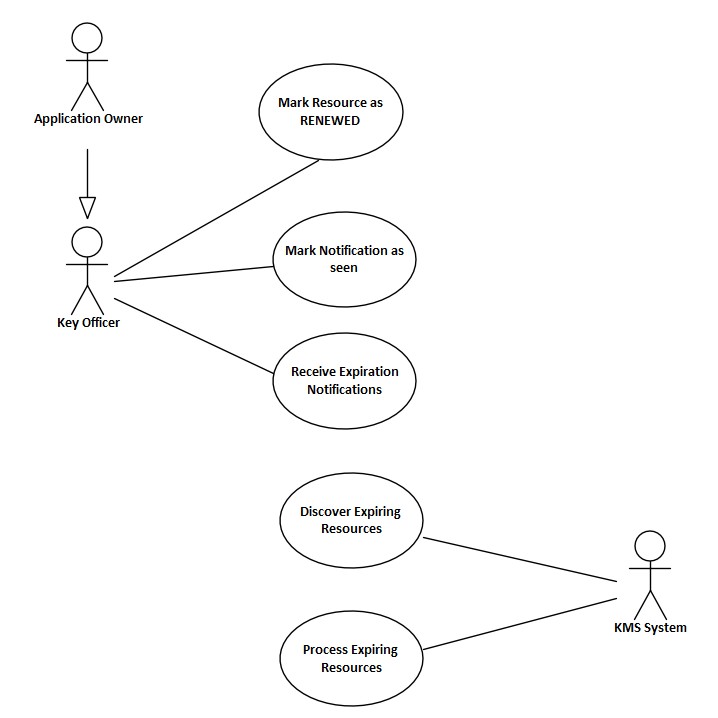 Application Owner
Mark Resource as
RENEWED
Mark Notification as
seen
Key Officer
Receive Expiration
Notifications
Discover Expiring
Resources
KMS System
Process Expiring
Resources